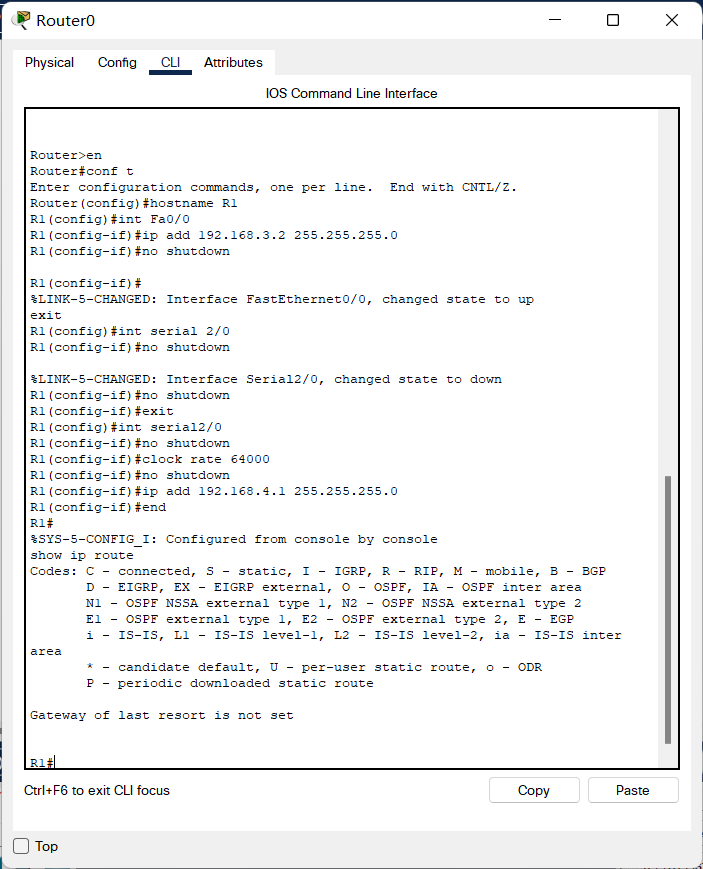 Router0
Physical Config CLI Attributes
IOS Command Line Interface
Router>en
Router#conf t
Enter configuration commands, one per line.  End with CNTL/Z.
Router(config)#hostname R1
R1(config)#int Fa0/0
R1(config-if)#ip add 192.168.3.2 255.255.255.0
R1(config-if)#no shutdown
R1(config-if)#
%LINK-5-CHANGED: Interface FastEthernet0/0, changed state to up
exit
R1(config)#int serial 2/0
R1(config-if)#no shutdown
%LINK-5-CHANGED: Interface Serial2/0, changed state to down
R1(config-if)#no shutdown
R1(config-if)#exit
R1(config)#int serial2/0
R1(config-if)#no shutdown
R1(config-if)#clock rate 64000
R1(config-if)#no shutdown
R1(config-if)#ip add 192.168.4.1 255.255.255.0
R1(config-if)#end
R1#
%SYS-5-CONFIG_I: Configured from console by console
show ip route
Codes: C - connected, S - static, I - IGRP, R - RIP, M - mobile, B - BGP
D - EIGRP, EX - EIGRP external, O - OSPF, IA - OSPF inter area
N1 - OSPF NSSA external type 1, N2 - OSPF NSSA external type 2
E1 - OSPF external type 1, E2 - OSPF external type 2, E - EGP
i - IS-IS, L1 - IS-IS level-1, L2 - IS-IS level-2, ia - IS-IS inter
area
* - candidate default, U - per-user static route, o - ODR
P - periodic downloaded static route
Gateway of last resort is not set
R1#
Ctrl+F6 to exit CLI focus
Copy Paste
Top